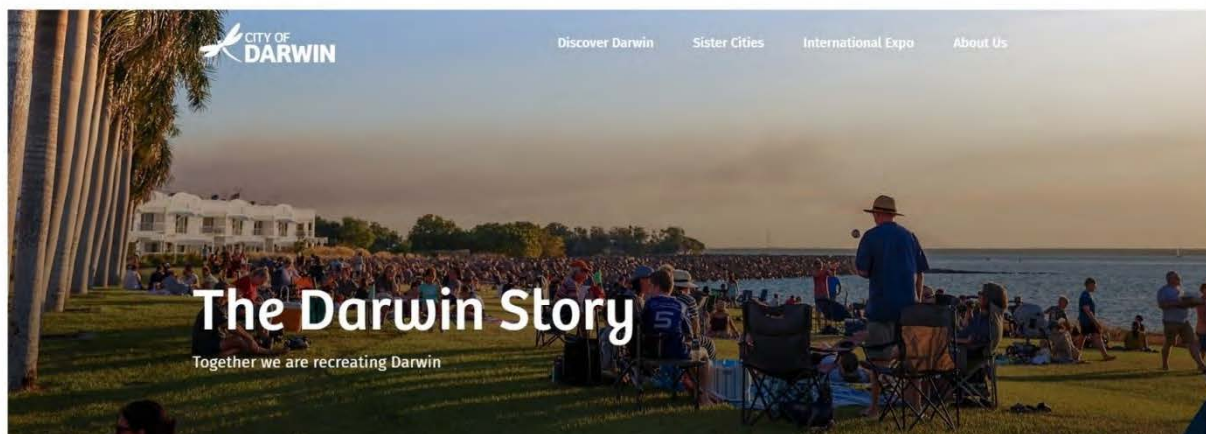 CITY OF
DARWIN
Discover Darwin Sister Cities International Expo About Us
The Darwin Story
Together we are recreating Darwin
5